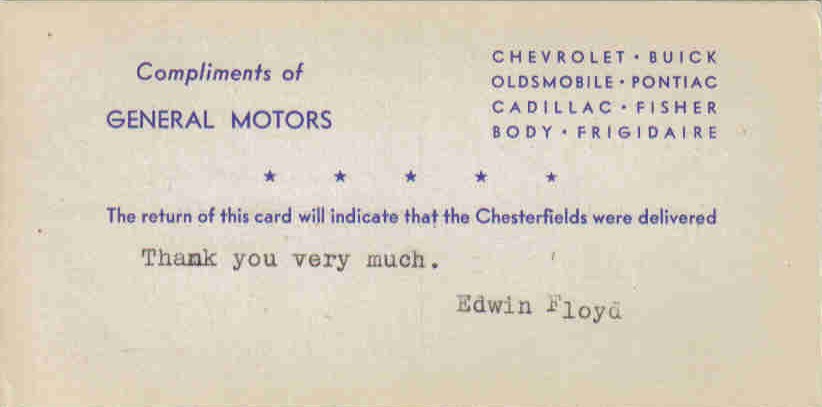 Compliments of
GENERAL MOTORS
CHEVROLET • BUICK
OLDSMOBILE • PONTIAC
CADILLAC • FISHER
BODY • FRIGIDAIRE
★ ★ ★ ★ ★
The return of this card will indicate that the Chesterfields were delivered
Thank you very much.
Edwin Floyd